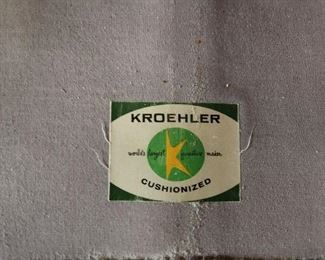 KROEHLER
world's largest furniture maker
CUSHIONIZED